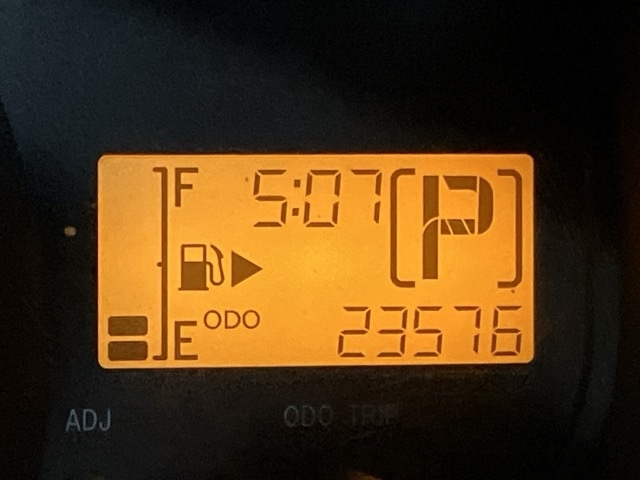 F 5:07 P
ODO
E 23576
ADJ ODO TRIP